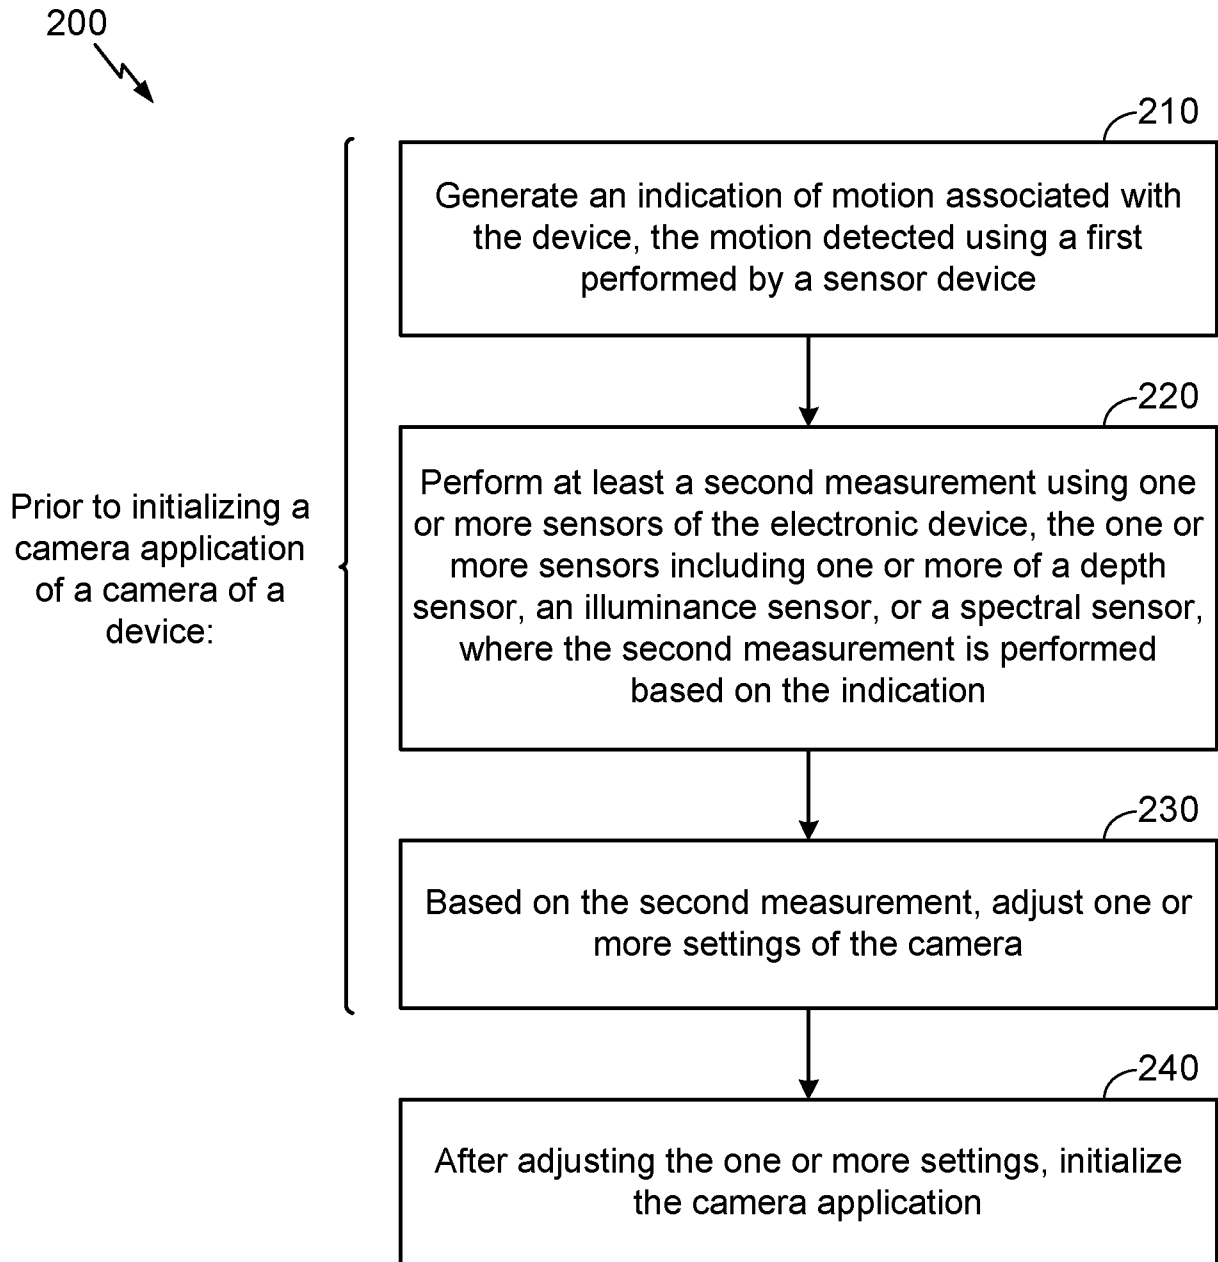 200
210
Generate an indication of motion associated with
the device, the motion detected using a first
performed by a sensor device
220
Perform at least a second measurement using one
or more sensors of the electronic device, the one or
more sensors including one or more of a depth
sensor, an illuminance sensor, or a spectral sensor,
where the second measurement is performed
based on the indication
Prior to initializing a
camera application
of a camera of a
device:
230
Based on the second measurement, adjust one or
more settings of the camera
240
After adjusting the one or more settings, initialize
the camera application